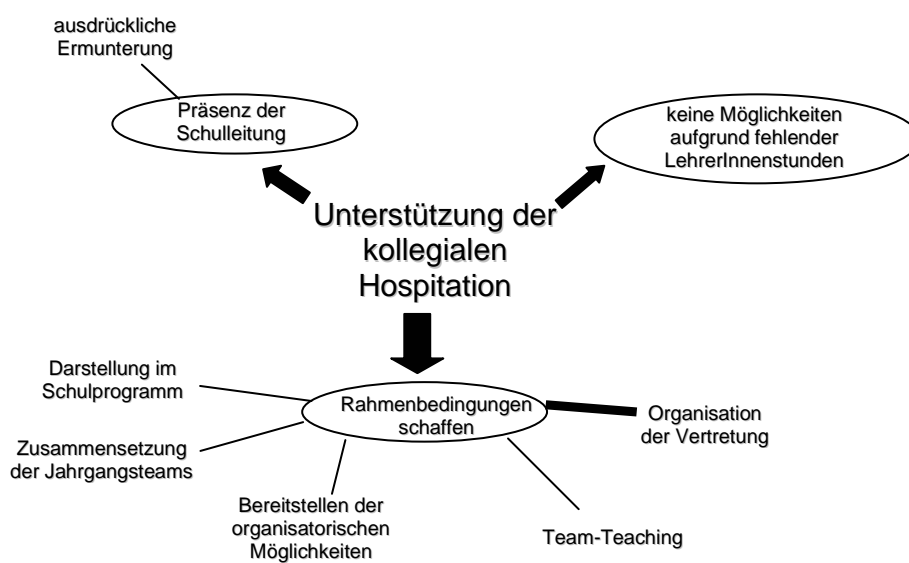 ausdrückliche
Ermunterung
Präsenz der
Schulleitung
keine Möglichkeiten
aufgrund fehlender
LehrerInnenstunden
Unterstützung der
kollegialen
Hospitation
Darstellung im
Schulprogramm
Rahmenbedingungen
schaffen
Organisation
der Vertretung
Zusammensetzung
der Jahrgangsteams
Bereitstellen der
organisatorischen
Möglichkeiten
Team-Teaching